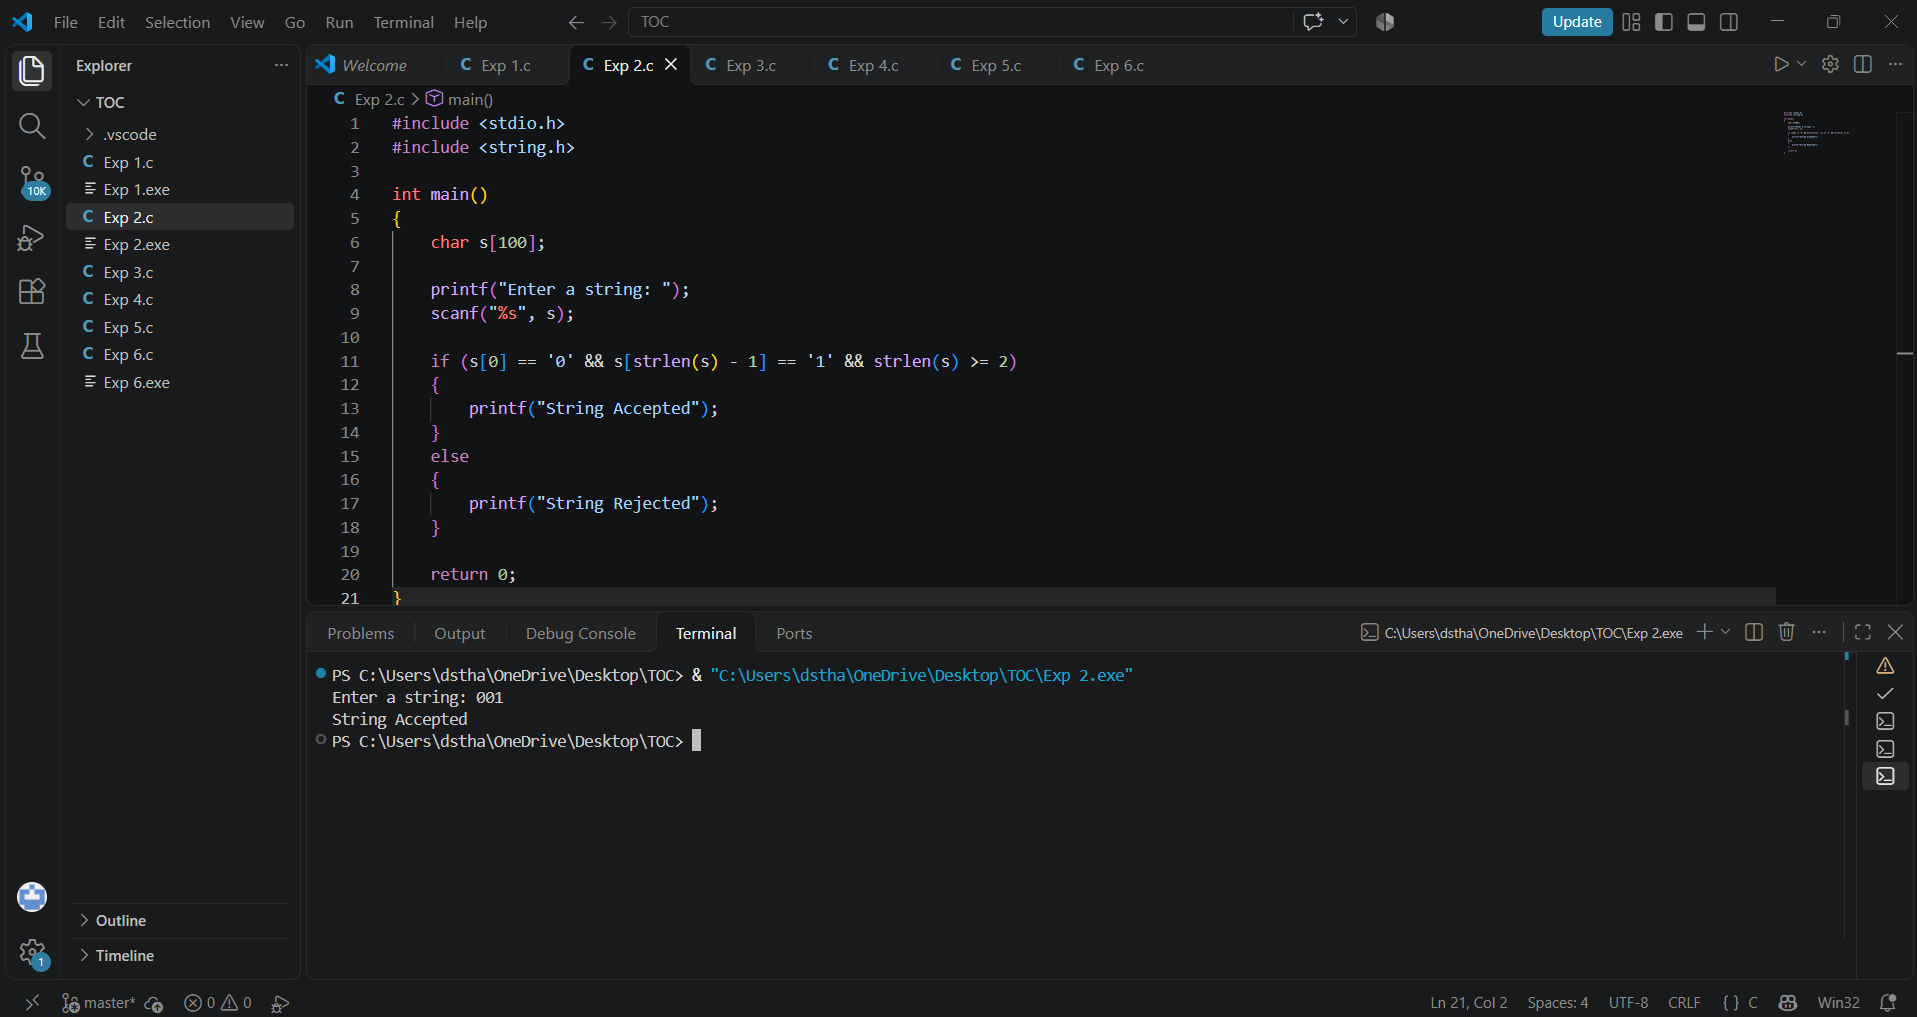 File Edit Selection View Go Run Terminal Help
TOC
Update
Explorer
TOC
.vscode
Exp 1.c
Exp 1.exe
Exp 2.c
Exp 2.exe
Exp 3.c
Exp 4.c
Exp 5.c
Exp 6.c
Exp 6.exe
10K
Outline
Timeline
1
Welcome
Exp 1.c
Exp 2.c
Exp 3.c
Exp 4.c
Exp 5.c
Exp 6.c
Exp 2.c > main()
1 #include <stdio.h>
2 #include <string.h>
3
4 int main()
5 {
6 char s[100];
7
8 printf("Enter a string: ");
9 scanf("%s", s);
10
11 if (s[0] == '0' && s[strlen(s) - 1] == '1' && strlen(s) >= 2)
12 {
13 printf("String Accepted");
14 }
15 else
16 {
17 printf("String Rejected");
18 }
19
20 return 0;
21 }
Problems Output Debug Console Terminal Ports
C:\Users\dstha\OneDrive\Desktop\TOC\Exp 2.exe
PS C:\Users\dstha\OneDrive\Desktop\TOC> & "C:\Users\dstha\OneDrive\Desktop\TOC\Exp 2.exe"
Enter a string: 001
String Accepted
PS C:\Users\dstha\OneDrive\Desktop\TOC>
master* 0 0
Ln 21, Col 2 Spaces: 4 UTF-8 CRLF {} C Win32